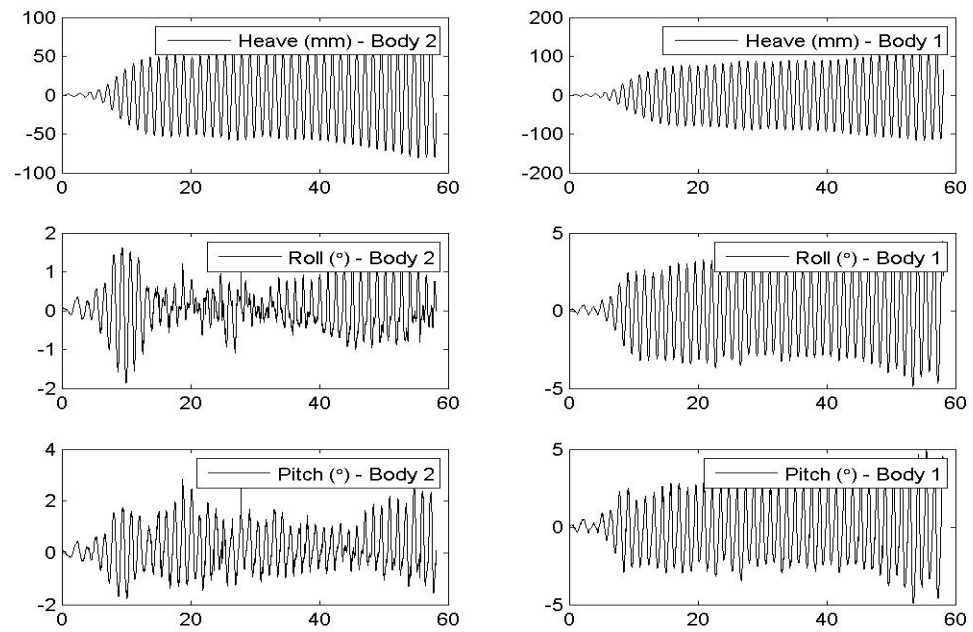 100
50
0
-50
-100
0 20 40 60
Heave (mm) - Body 2
200
100
0
-100
-200
0 20 40 60
Heave (mm) - Body 1
2
1
0
-1
-2
0 20 40 60
Roll (°) - Body 2
5
0
-5
0 20 40 60
Roll (°) - Body 1
4
2
0
-2
0 20 40 60
Pitch (°) - Body 2
5
0
-5
0 20 40 60
Pitch (°) - Body 1